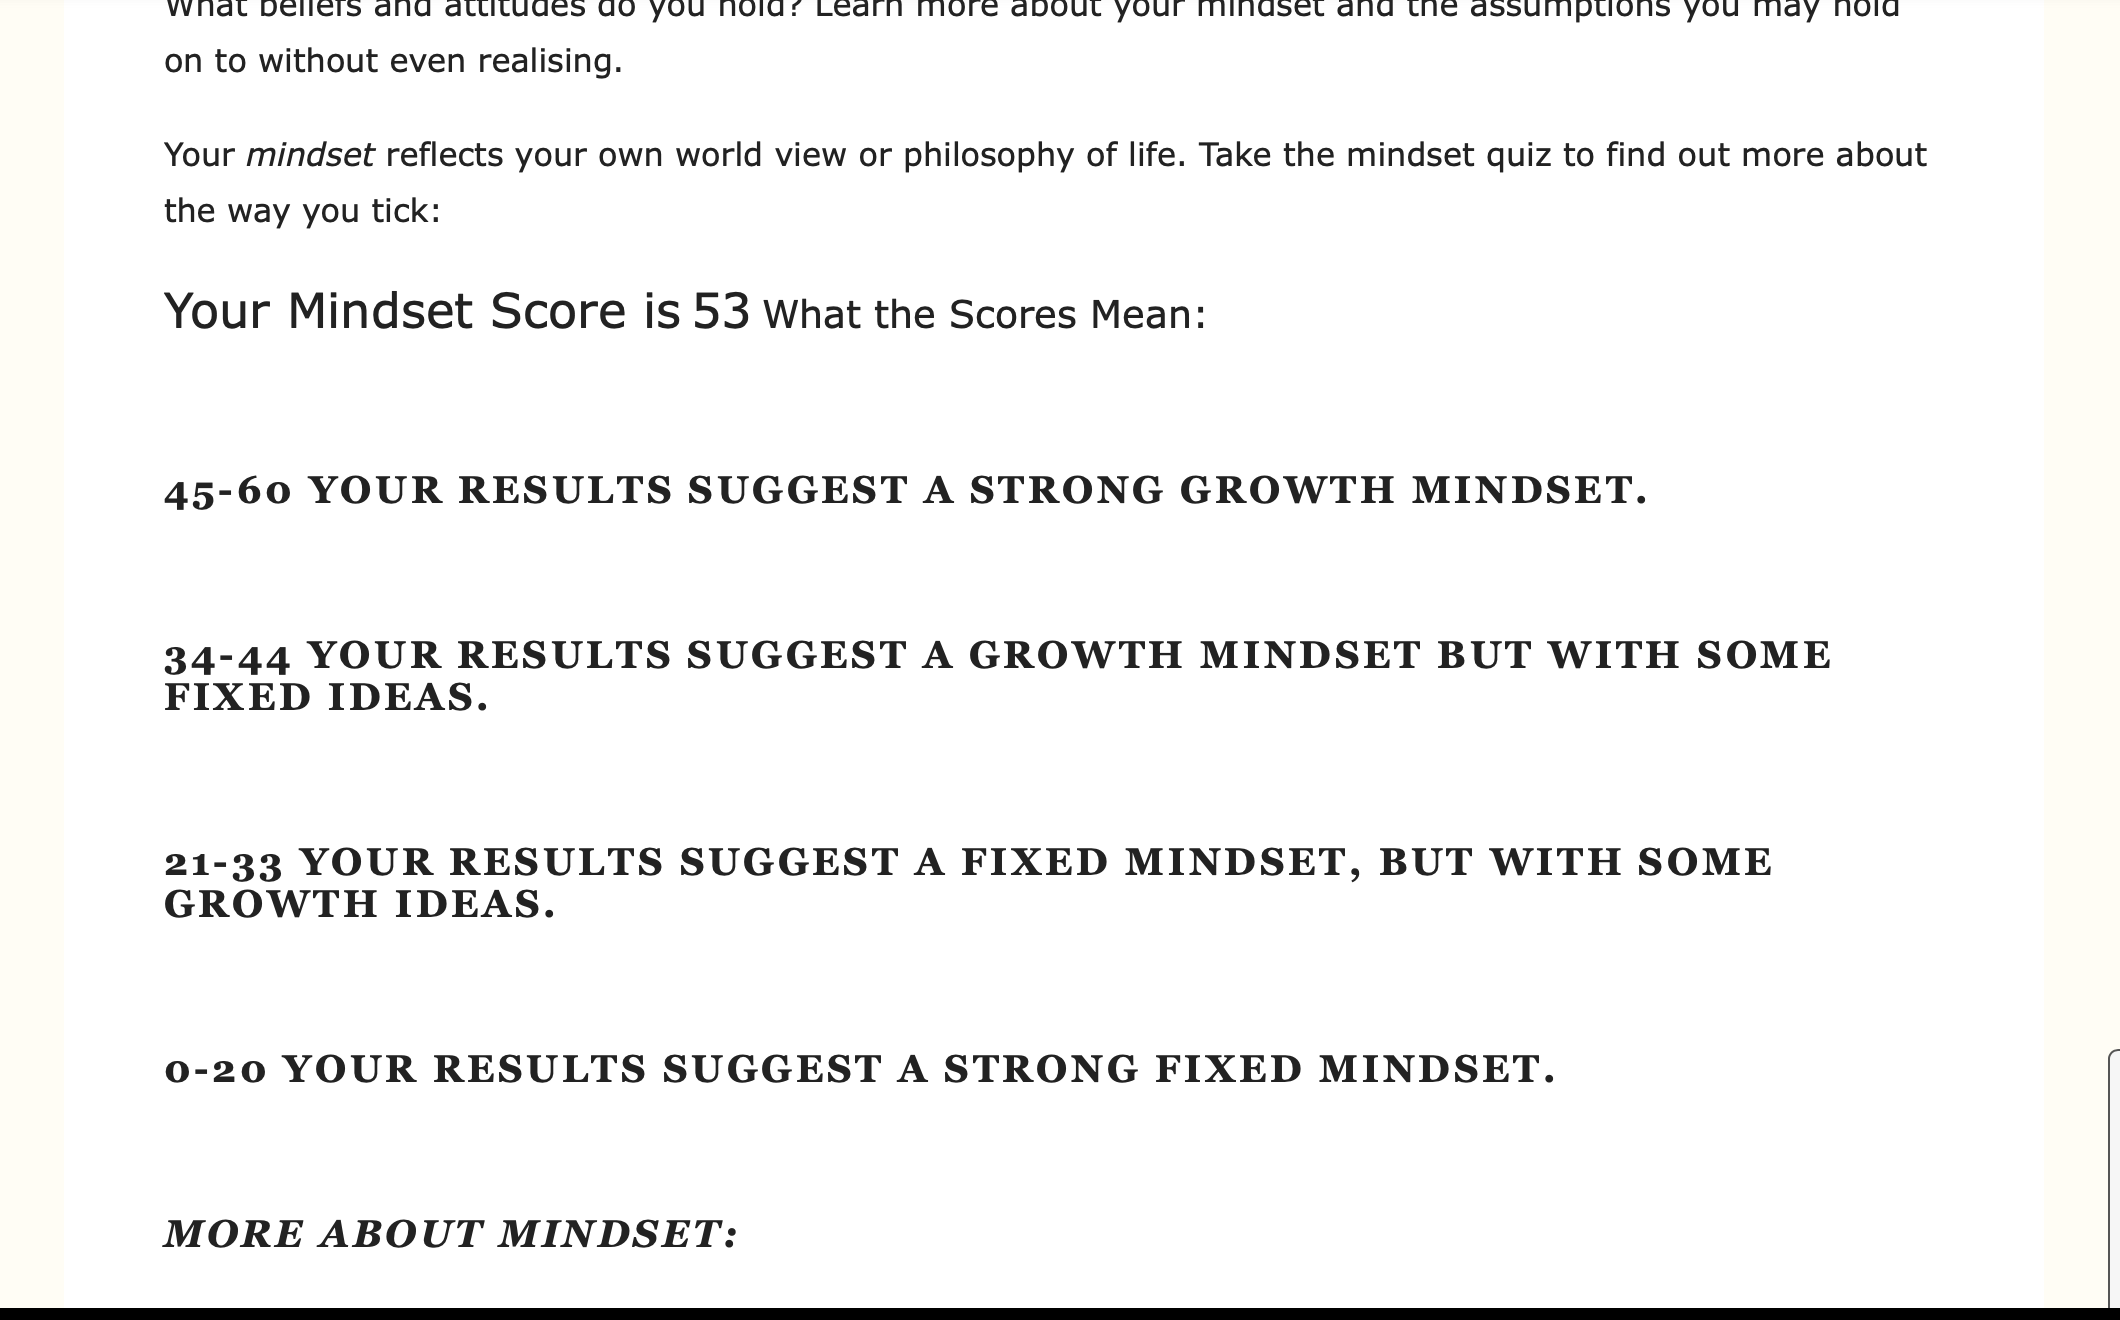 What beliefs and attitudes do you hold? Learn more about your mindset and the assumptions you may hold
on to without even realising.
Your mindset reflects your own world view or philosophy of life. Take the mindset quiz to find out more about
the way you tick:
Your Mindset Score is 53 What the Scores Mean:
45-60 YOUR RESULTS SUGGEST A STRONG GROWTH MINDSET.
34-44 YOUR RESULTS SUGGEST A GROWTH MINDSET BUT WITH SOME
FIXED IDEAS.
21-33 YOUR RESULTS SUGGEST A FIXED MINDSET, BUT WITH SOME
GROWTH IDEAS.
0-20 YOUR RESULTS SUGGEST A STRONG FIXED MINDSET.
MORE ABOUT MINDSET: